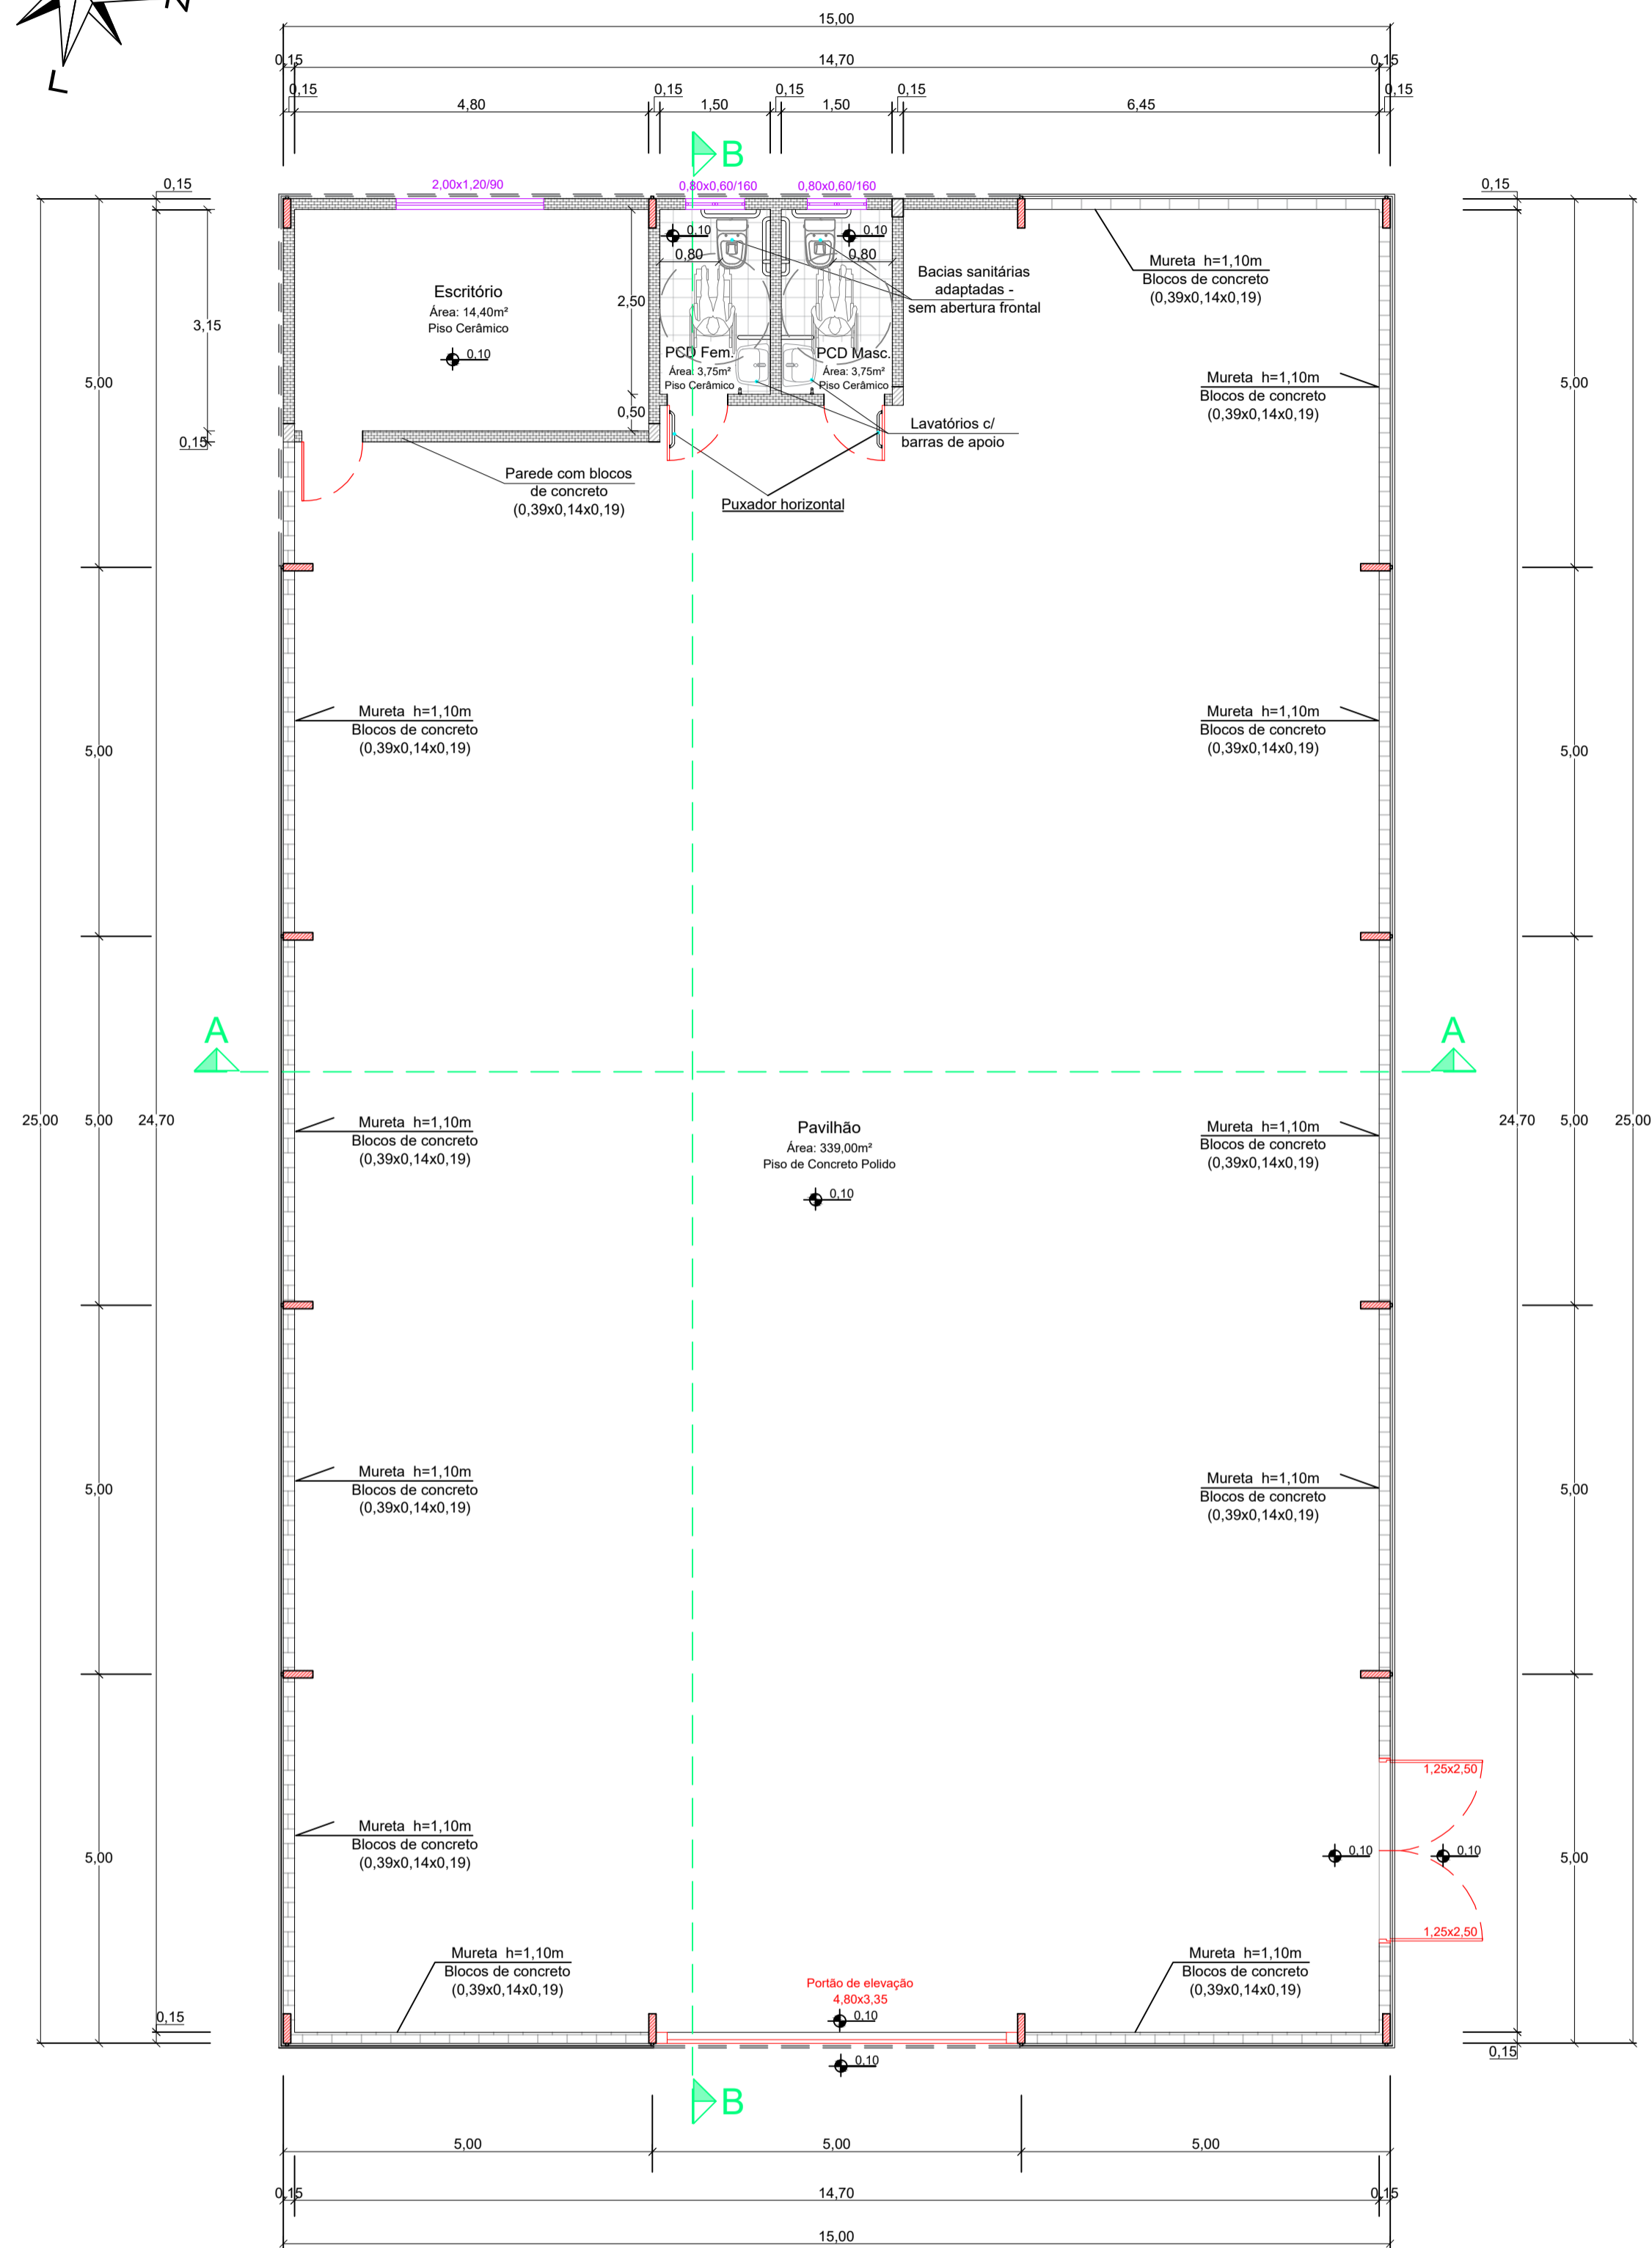 L
15,00
0,15
14,70
0,15
0,15
4,80
0,15
1,50
0,15
1,50
0,15
6,45
0,15
B
2,00x1,20/90
0,80x0,60/160
0,80x0,60/160
0,15
0,15
0,10
0,10
0,80
0,80
Bacias sanitárias
adaptadas -
sem abertura frontal
Mureta h=1,10m
Blocos de concreto
(0,39x0,14x0,19)
Escritório
Área: 14,40m²
Piso Cerâmico
0,10
2,50
3,15
5,00
PCD Fem.
Área: 3,75m²
Piso Cerâmico
PCD Masc.
Área: 3,75m²
Piso Cerâmico
Mureta h=1,10m
Blocos de concreto
(0,39x0,14x0,19)
5,00
0,50
0,15
Lavatórios c/
barras de apoio
Parede com blocos
de concreto
(0,39x0,14x0,19)
Puxador horizontal
Mureta h=1,10m
Blocos de concreto
(0,39x0,14x0,19)
Mureta h=1,10m
Blocos de concreto
(0,39x0,14x0,19)
5,00
5,00
A
A
25,00
5,00
24,70
Mureta h=1,10m
Blocos de concreto
(0,39x0,14x0,19)
Pavilhão
Área: 339,00m²
Piso de Concreto Polido
0,10
Mureta h=1,10m
Blocos de concreto
(0,39x0,14x0,19)
24,70
5,00
25,00
5,00
Mureta h=1,10m
Blocos de concreto
(0,39x0,14x0,19)
Mureta h=1,10m
Blocos de concreto
(0,39x0,14x0,19)
5,00
1,25x2,50
5,00
Mureta h=1,10m
Blocos de concreto
(0,39x0,14x0,19)
0,10
0,10
5,00
1,25x2,50
Mureta h=1,10m
Blocos de concreto
(0,39x0,14x0,19)
Portão de elevação
4,80x3,35
0,10
Mureta h=1,10m
Blocos de concreto
(0,39x0,14x0,19)
0,15
0,15
0,10
B
5,00
5,00
5,00
0,15
14,70
0,15
15,00